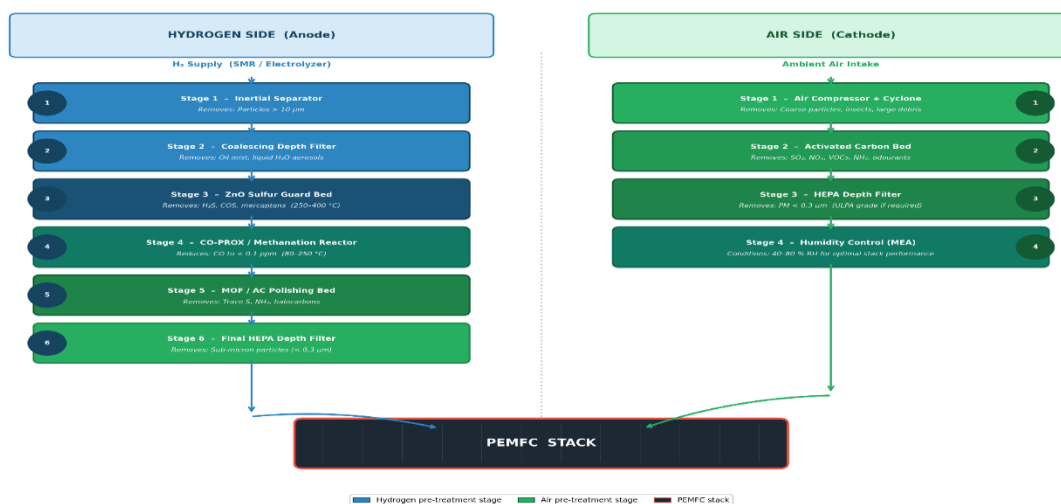 HYDROGEN SIDE (Anode)
H₂ Supply (SMR / Electrolyzer)
1
Stage 1 – Inertial Separator
Removes: Particles > 10 µm
2
Stage 2 – Coalescing Depth Filter
Removes: Oil mist, liquid H₂O aerosols
3
Stage 3 – ZnO Sulfur Guard Bed
Removes: H₂S, COS, mercaptans (250–400 °C)
4
Stage 4 – CO-PROX / Methanation Reactor
Reduces: CO to < 0.1 ppm (80–250 °C)
5
Stage 5 – MOF / AC Polishing Bed
Removes: Trace S, NH₃, halocarbons
6
Stage 6 – Final HEPA Depth Filter
Removes: Sub-micron particles (< 0.3 µm)
AIR SIDE (Cathode)
Ambient Air Intake
Stage 1 – Air Compressor + Cyclone
Removes: Coarse particles, insects, large debris
1
Stage 2 – Activated Carbon Bed
Removes: SO₂, NOₓ, VOCs, NH₃, odourants
2
Stage 3 – HEPA Depth Filter
Removes: PM < 0.3 µm (ULPA grade if required)
3
Stage 4 – Humidity Control (MEA)
Conditions: 40–80 % RH for optimal stack performance
4
PEMFC STACK
Hydrogen pre-treatment stage
Air pre-treatment stage
PEMFC stack